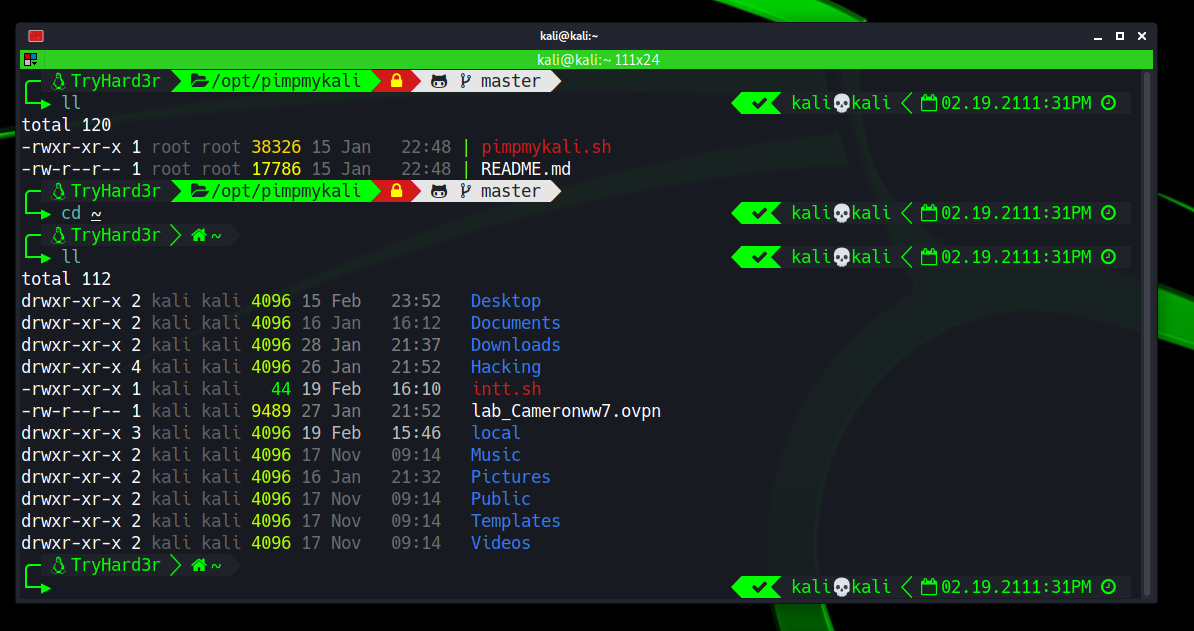 kali@kali:~
kali@kali:~ 111x24
TryHard3r /opt/pimpmykali master
ll kali kali 02.19.2111:31PM
total 120
-rwxr-xr-x 1 root root 38326 15 Jan 22:48 | pimpmykali.sh
-rw-r--r-- 1 root root 17786 15 Jan 22:48 | README.md
TryHard3r /opt/pimpmykali master
cd ~ kali kali 02.19.2111:31PM
TryHard3r ~
ll kali kali 02.19.2111:31PM
total 112
drwxr-xr-x 2 kali kali 4096 15 Feb 23:52 Desktop
drwxr-xr-x 2 kali kali 4096 16 Jan 16:12 Documents
drwxr-xr-x 2 kali kali 4096 28 Jan 21:37 Downloads
drwxr-xr-x 4 kali kali 4096 26 Jan 21:52 Hacking
-rwxr-xr-x 1 kali kali 44 19 Feb 16:10 intt.sh
-rw-r--r-- 1 kali kali 9489 27 Jan 21:52 lab_Cameronww7.ovpn
drwxr-xr-x 3 kali kali 4096 19 Feb 15:46 local
drwxr-xr-x 2 kali kali 4096 17 Nov 09:14 Music
drwxr-xr-x 2 kali kali 4096 16 Jan 21:32 Pictures
drwxr-xr-x 2 kali kali 4096 17 Nov 09:14 Public
drwxr-xr-x 2 kali kali 4096 17 Nov 09:14 Templates
drwxr-xr-x 2 kali kali 4096 17 Nov 09:14 Videos
TryHard3r ~
kali kali 02.19.2111:31PM